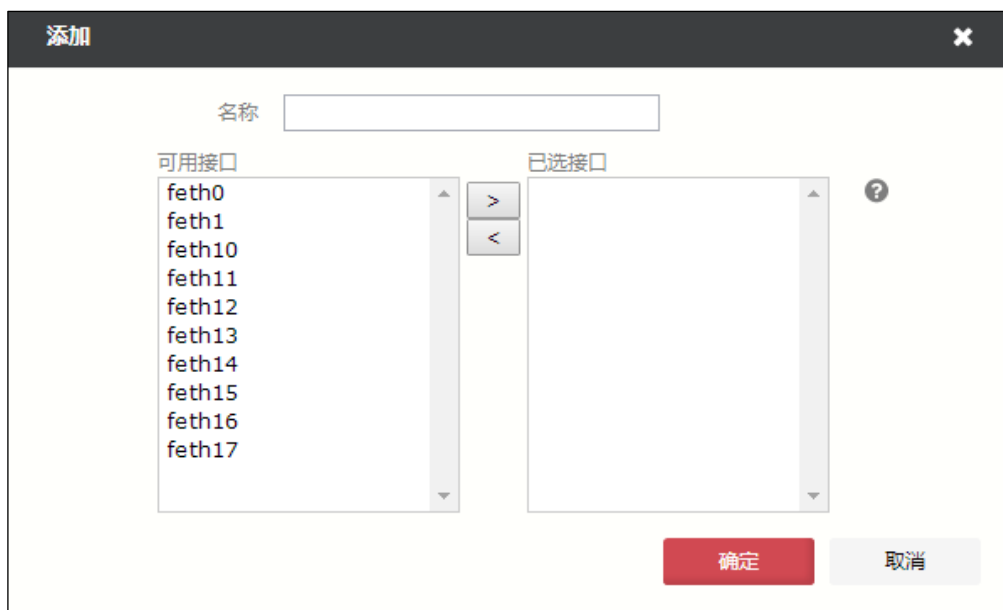 添加
名称
可用接口
已选接口
feth0
feth1
feth10
feth11
feth12
feth13
feth14
feth15
feth16
feth17
>
<
?
确定
取消